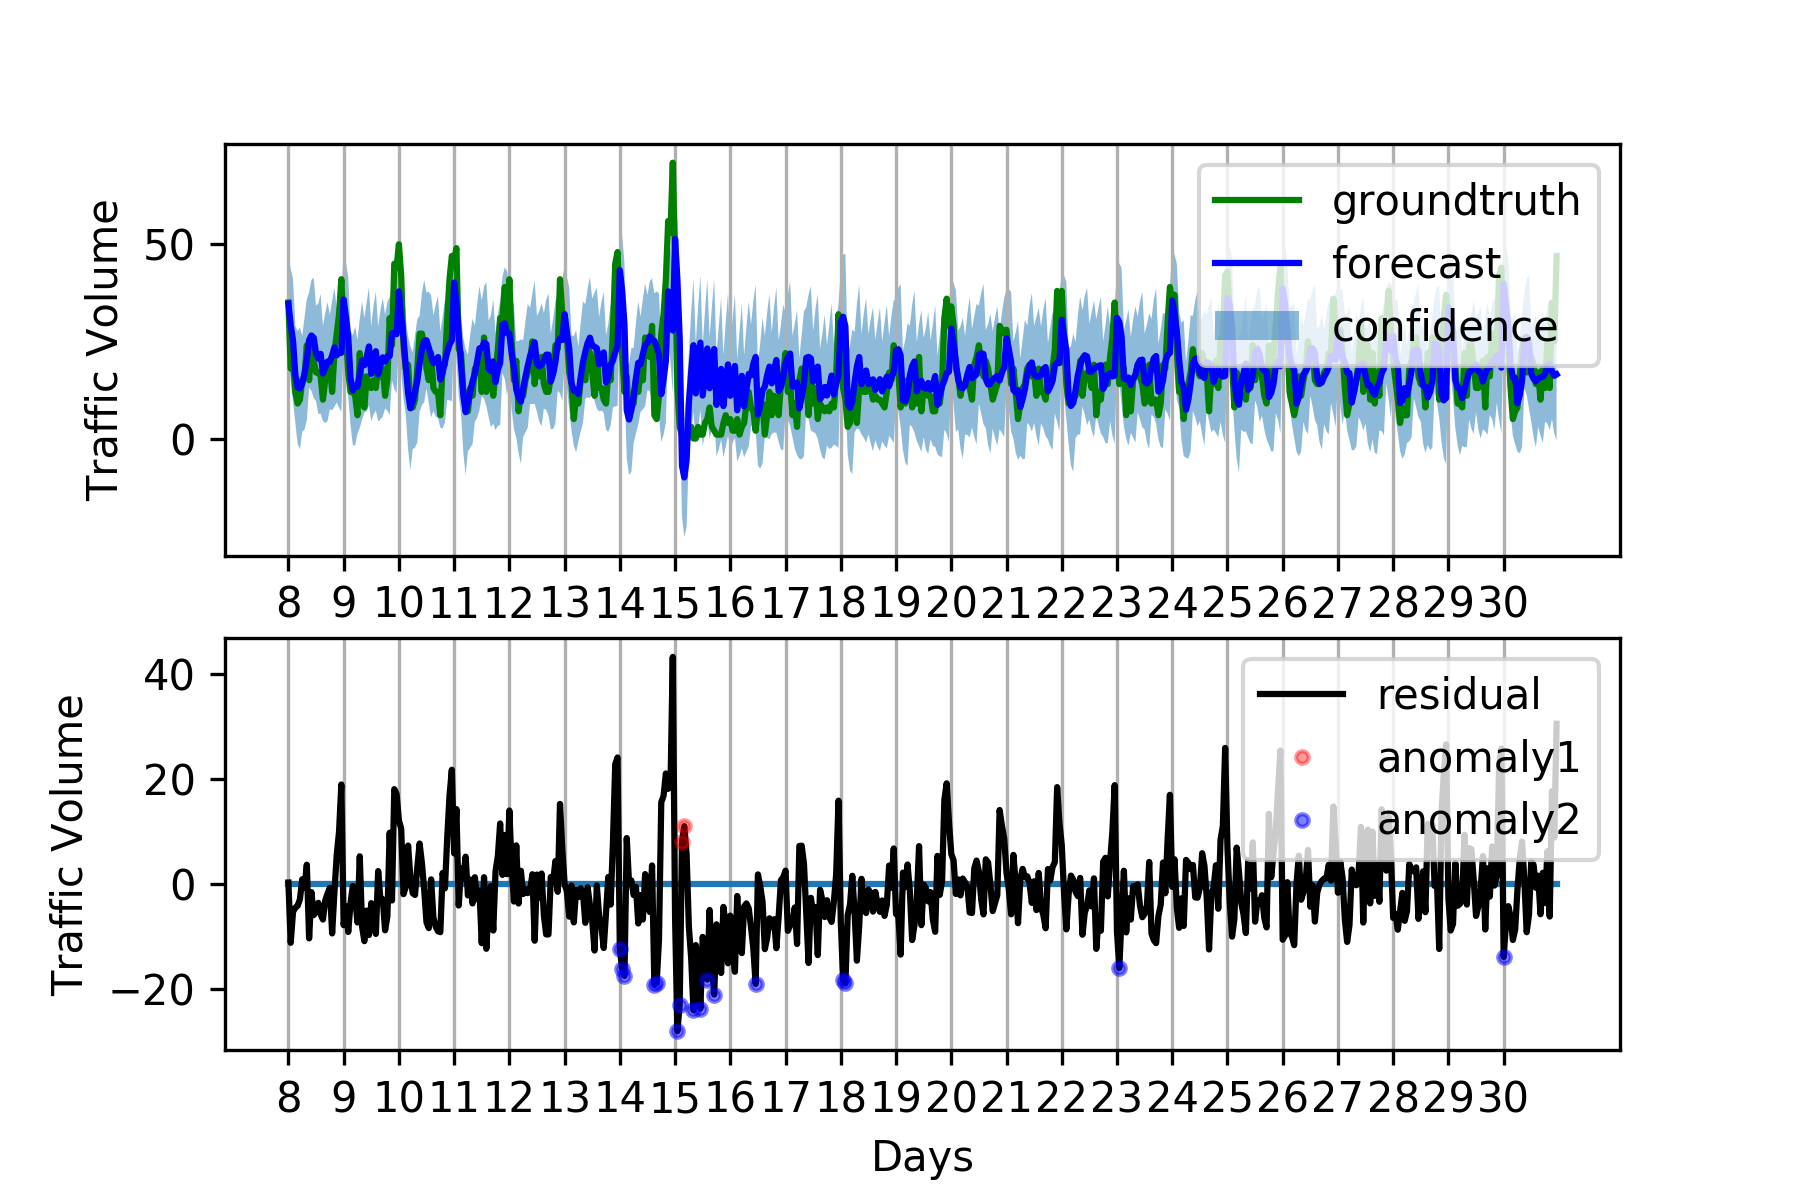 Traffic Volume
50
0
groundtruth
forecast
confidence
8 9 10 11 12 13 14 15 16 17 18 19 20 21 22 23 24 25 26 27 28 29 30
Traffic Volume
40
20
0
−20
residual
anomaly1
anomaly2
8 9 10 11 12 13 14 15 16 17 18 19 20 21 22 23 24 25 26 27 28 29 30
Days